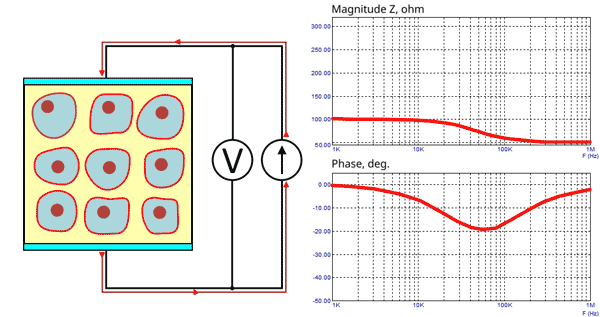 Magnitude Z, ohm
300.00
250.00
200.00
150.00
100.00
50.00
1K
10K
100K
1M
F (Hz)
V
Phase, deg.
0.00
-10.00
-20.00
-30.00
-40.00
-50.00
1K
10K
100K
1M
F (Hz)